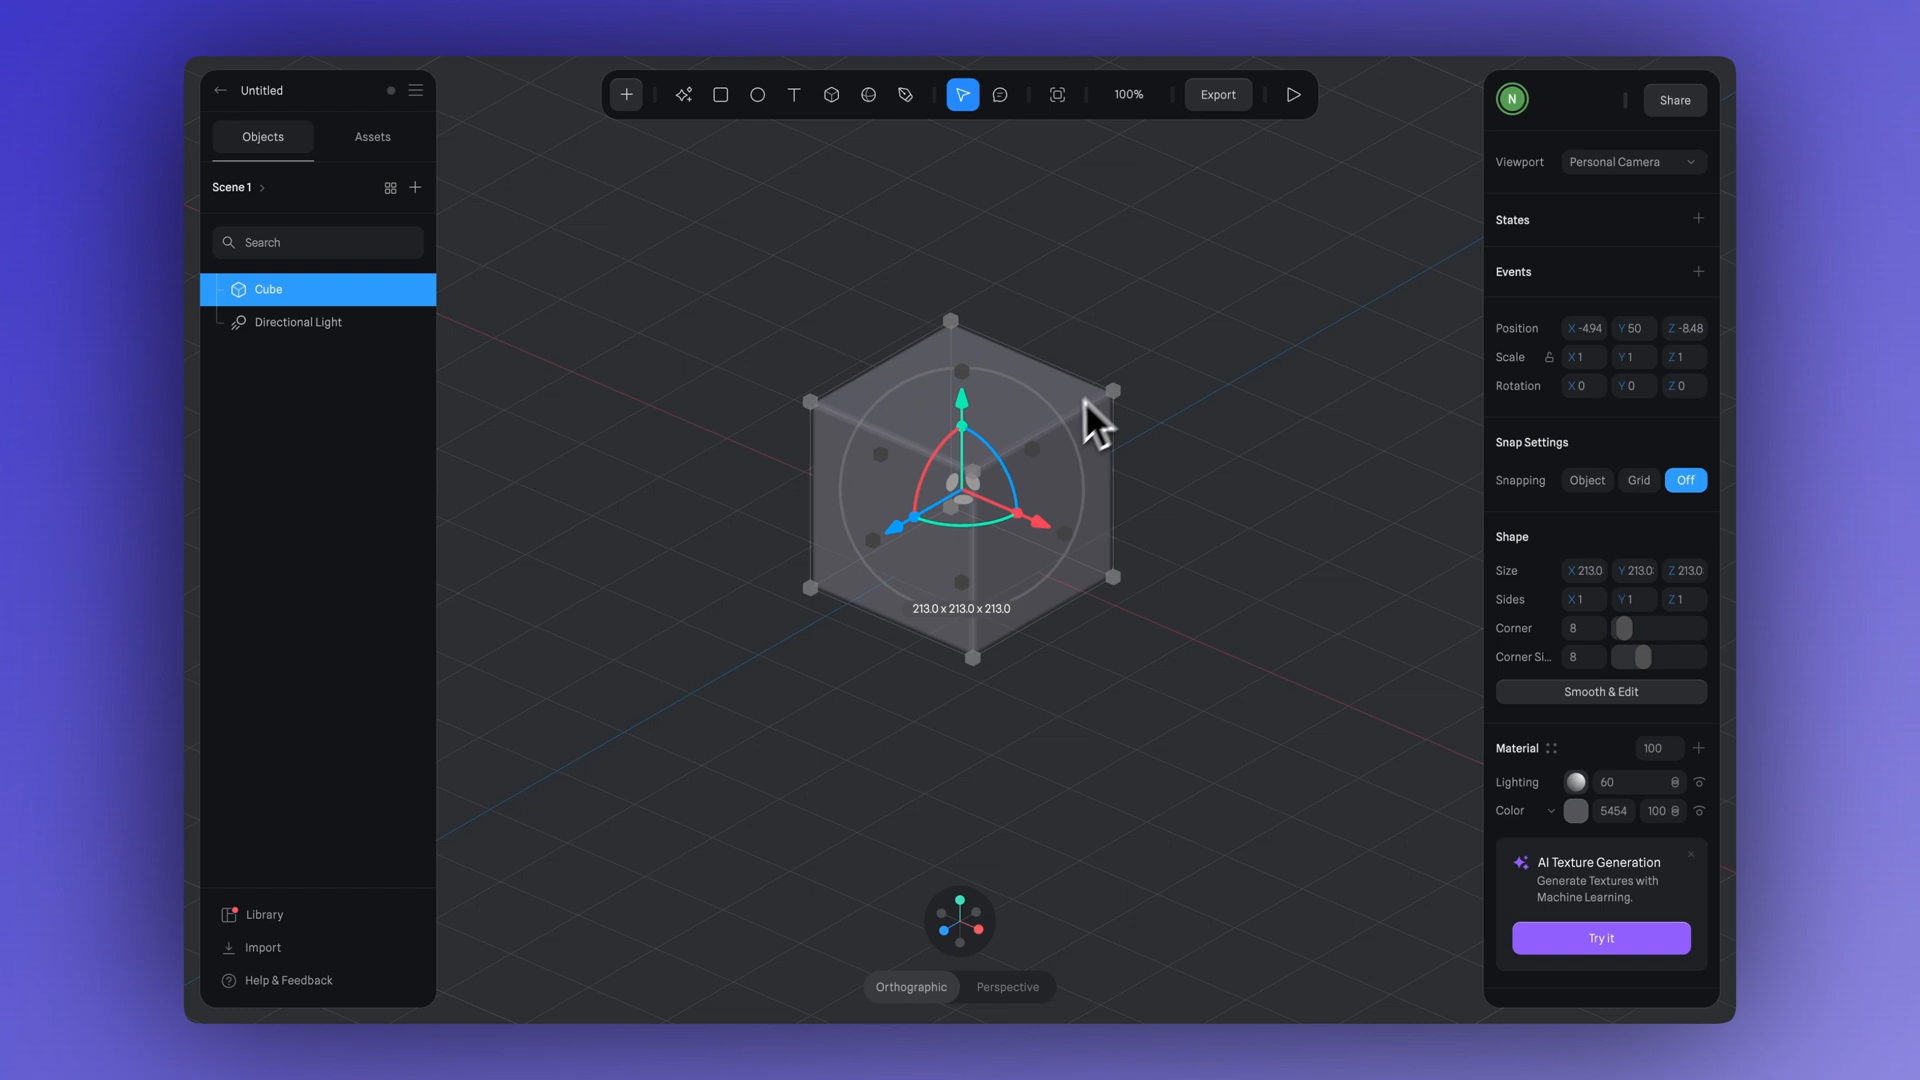 Untitled
Objects
Assets
Scene 1
Search
Cube
Directional Light
Library
Import
Help & Feedback
100%
Export
213.0 x 213.0 x 213.0
Orthographic
Perspective
N
Share
Viewport
Personal Camera
States
Events
Position X -4.94 Y 50 Z -8.48
Scale X 1 Y 1 Z 1
Rotation X 0 Y 0 Z 0
Snap Settings
Snapping Object Grid Off
Shape
Size X 213.0 Y 213.0 Z 213.0
Sides X 1 Y 1 Z 1
Corner 8
Corner Si... 8
Smooth & Edit
Material 100
Lighting 60
Color 5454 100
AI Texture Generation
Generate Textures with
Machine Learning.
Try it